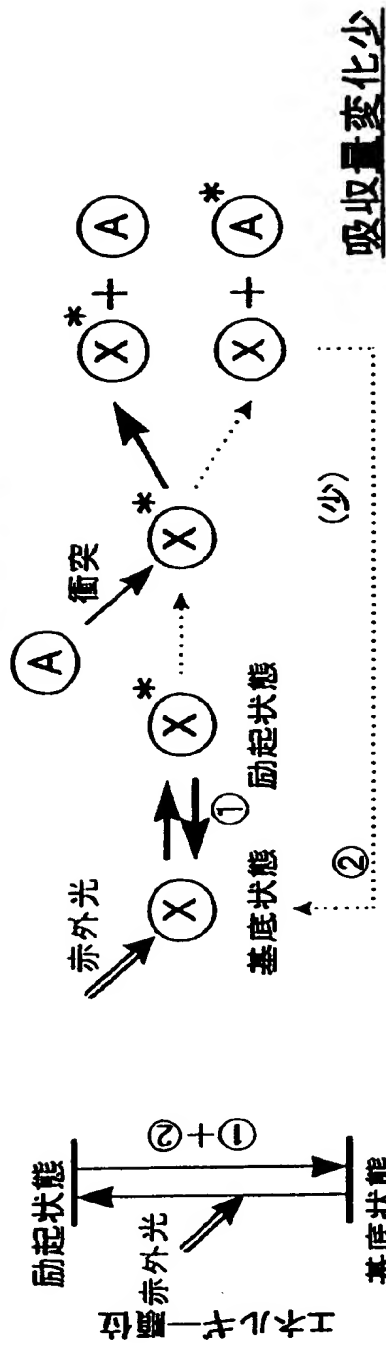 エネルギー準位
励起状態
赤外光
①+②
基底状態
赤外光
X
基底状態
①
X*
励起状態
A
衝突
X*
X* + A
X + A*
(少)
②
吸収量変化少